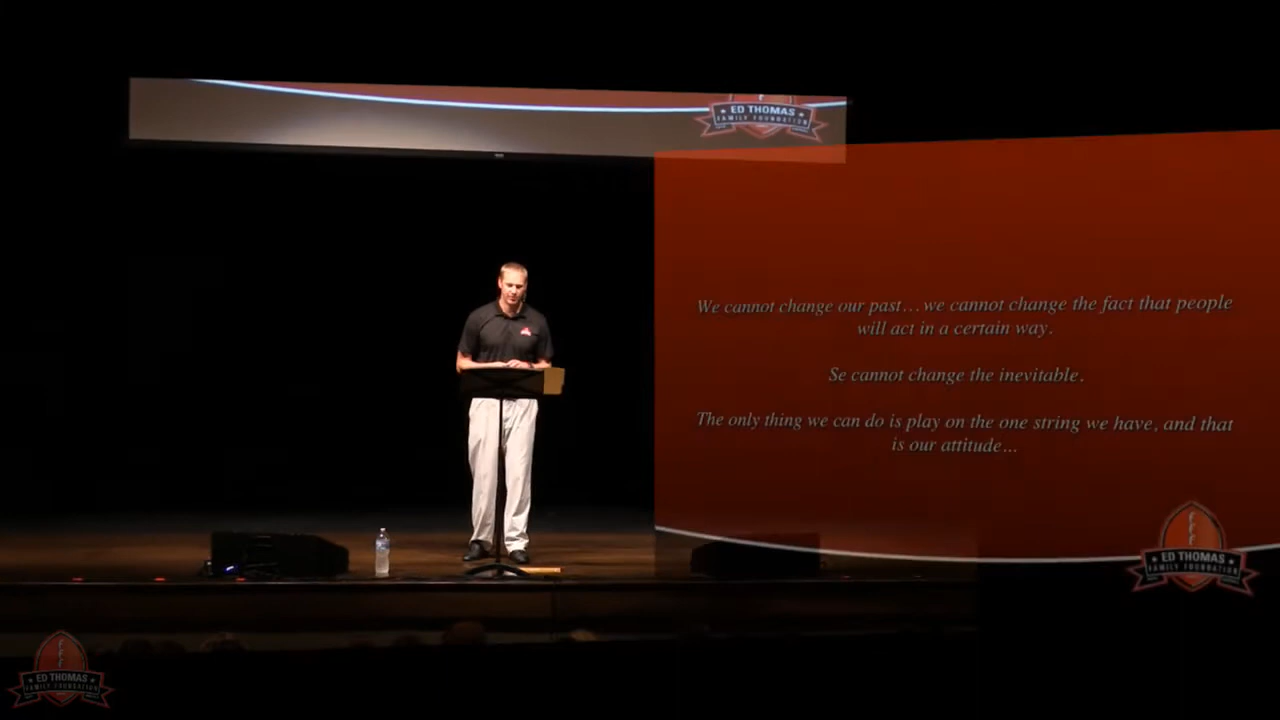 ED THOMAS
FAMILY FOUNDATION
We cannot change our past... we cannot change the fact that people
will act in a certain way.
Se cannot change the inevitable.
The only thing we can do is play on the one string we have, and that
is our attitude...
ED THOMAS
FAMILY FOUNDATION
ED THOMAS
FAMILY FOUNDATION